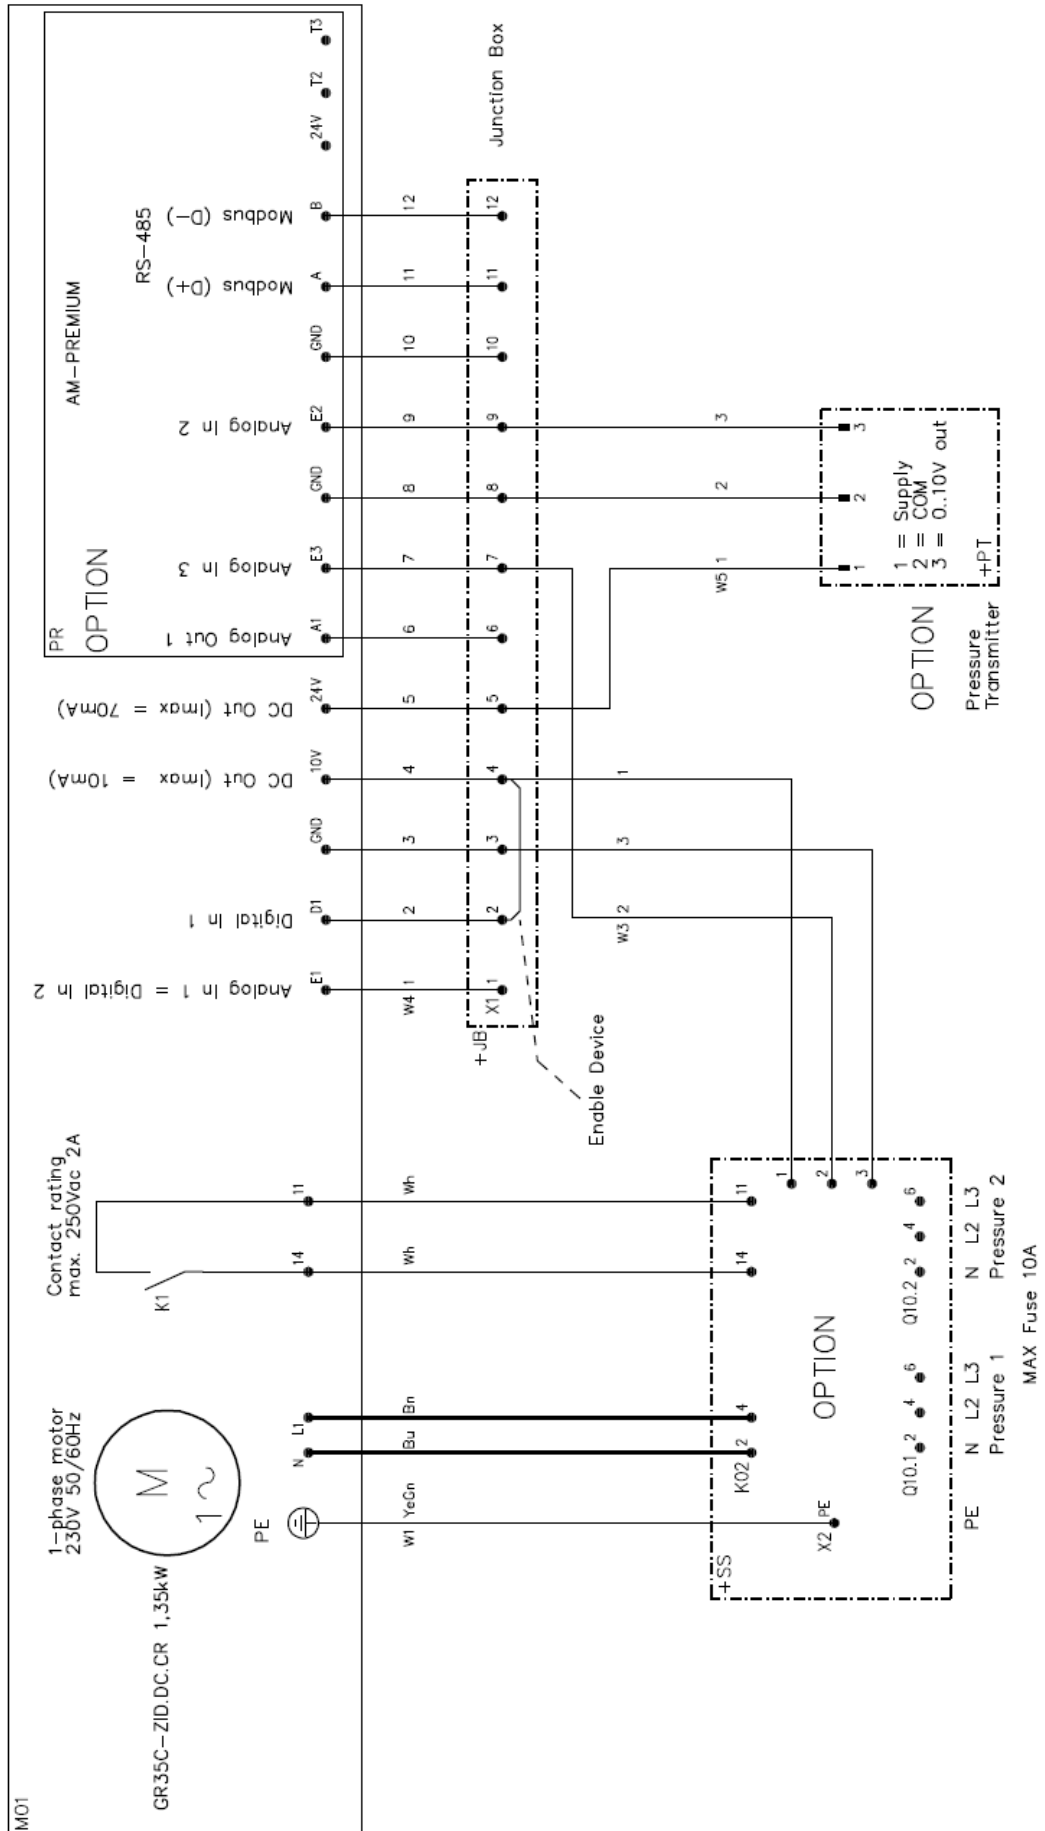 M01
GR35C-ZID.DC.CR 1,35kW
1-phase motor
230V 50/60Hz
M
1~
PE
N
L1
Contact rating
max. 250Vac 2A
K1
14
11
Analog In 1 = Digital In 2
E1
Digital In 1
D1
GND
DC Out (Imax = 10mA)
10V
DC Out (Imax = 70mA)
24V
PR
OPTION
AM-PREMIUM
Analog Out 1
A1
Analog In 3
E3
GND
Analog In 2
E2
GND
RS-485
Modbus (D+)
A
Modbus (D-)
B
24V
T2
T3
W1 YeGn
Bu
Bn
Wh
Wh
W4 1
2
3
4
5
6
7
8
9
10
11
12
+JB
X1 1
2
3
4
5
6
7
8
9
10
11
12
Junction Box
Enable Device
W3 2
3
1
W5 1
2
3
+SS
X2 PE
K02 2
4
14
11
1
2
3
OPTION
Q10.1 2
4
6
Q10.2 2
4
6
PE
N L2 L3
Pressure 1
N L2 L3
Pressure 2
MAX Fuse 10A
1
2
3
1 = Supply
2 = COM
3 = 0..10V out
+PT
OPTION
Pressure
Transmitter